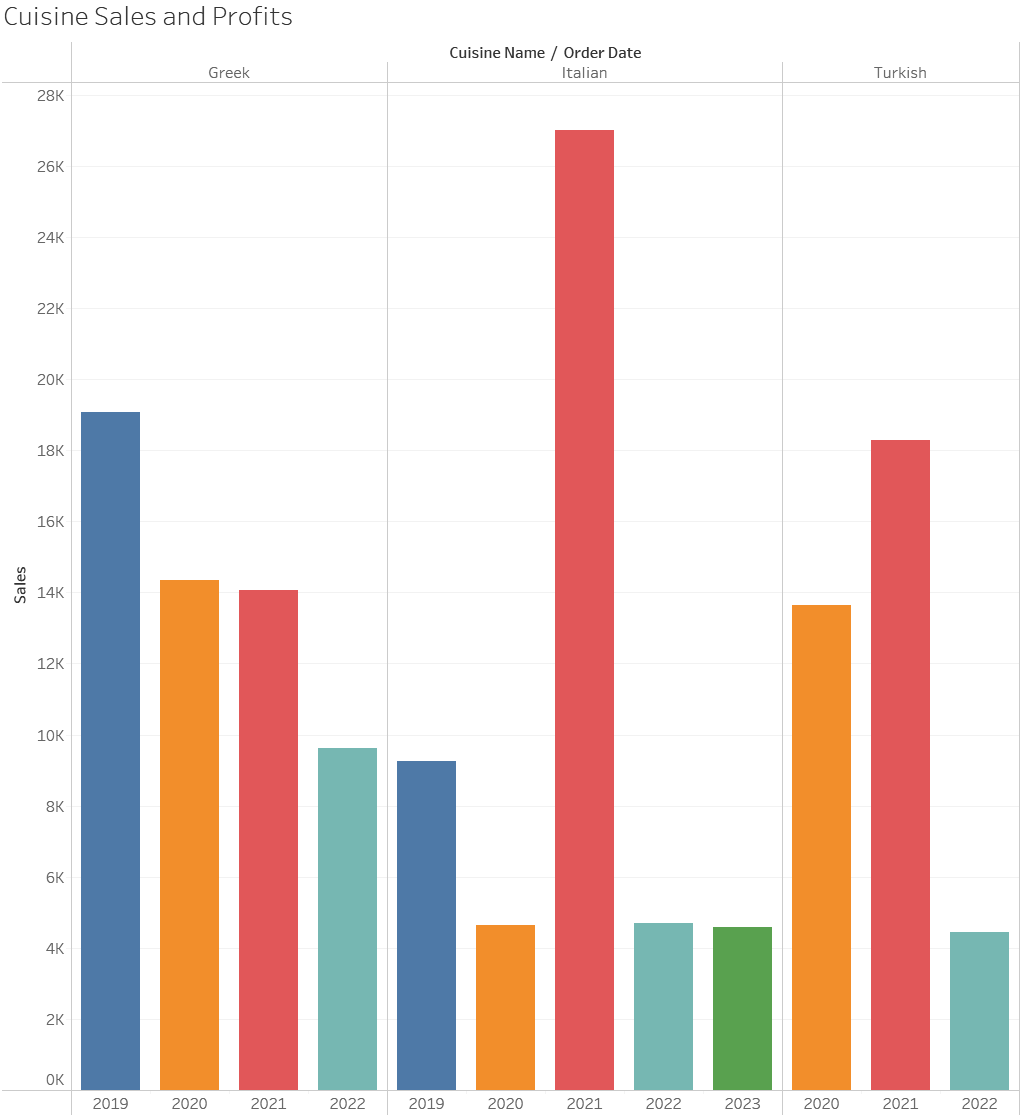 Cuisine Sales and Profits
Cuisine Name / Order Date
Greek Italian Turkish
28K
26K
24K
22K
20K
18K
16K
Sales
14K
12K
10K
8K
6K
4K
2K
0K
2019 2020 2021 2022 2019 2020 2021 2022 2023 2020 2021 2022